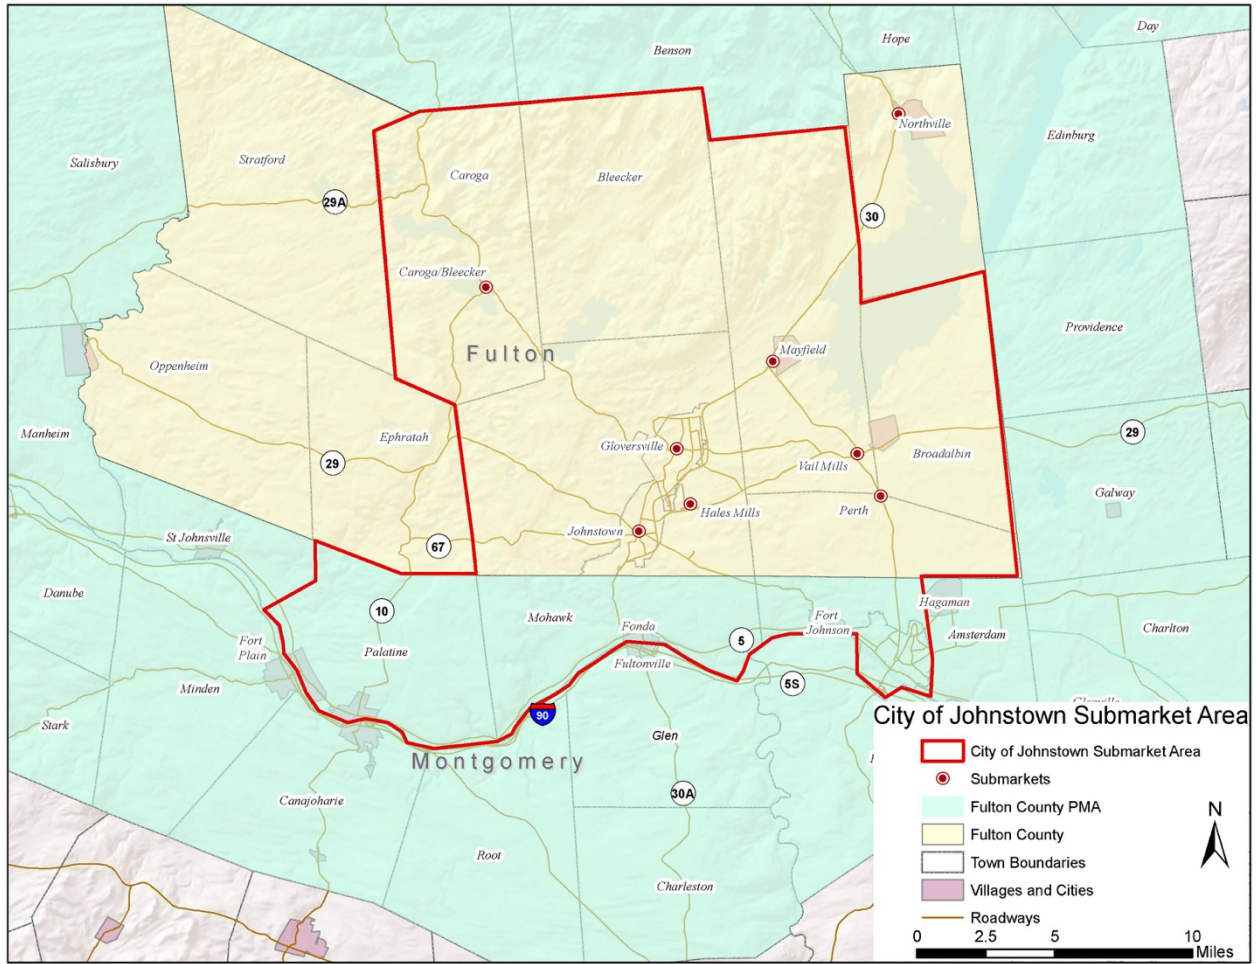 Day
Hope
Benson
Northville
Edinburg
Salisbury
Stratford
Caroga
Bleecker
29A
30
Caroga/Bleecker
Providence
Mayfield
Fulton
Oppenheim
Manheim
Ephratah
29
Gloversville
Broadalbin
29
Vail Mills
Galway
Perth
Hales Mills
Johnstown
St Johnsville
67
Danube
Hagaman
10
Mohawk
Fort
Johnson
Fonda
Charlton
Amsterdam
5
Fort
Plain
Palatine
Fultonville
5S
Minden
90
Stark
Glen
Montgomery
30A
Canajoharie
Root
Charleston
City of Johnstown Submarket Area
City of Johnstown Submarket Area
Submarkets
Fulton County PMA
Fulton County
Town Boundaries
Villages and Cities
Roadways
N
0 2.5 5 10
Miles